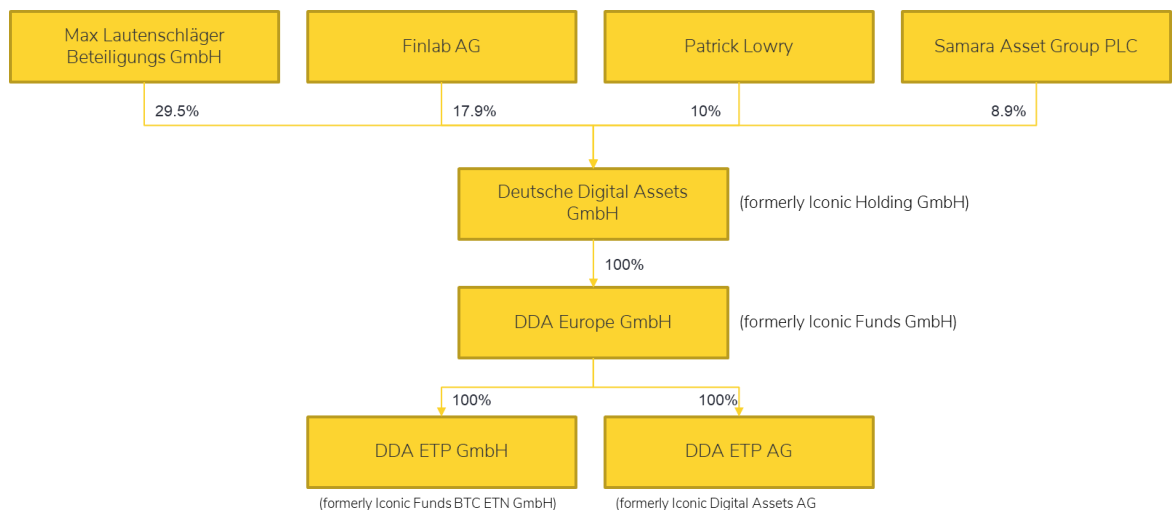 Max Lautenschläger
Beteiligungs GmbH
Finlab AG
Patrick Lowry
Samara Asset Group PLC
29.5%
17.9%
10%
8.9%
Deutsche Digital Assets
GmbH
(formerly Iconic Holding GmbH)
100%
DDA Europe GmbH
(formerly Iconic Funds GmbH)
100%
100%
DDA ETP GmbH
DDA ETP AG
(formerly Iconic Funds BTC ETN GmbH)
(formerly Iconic Digital Assets AG